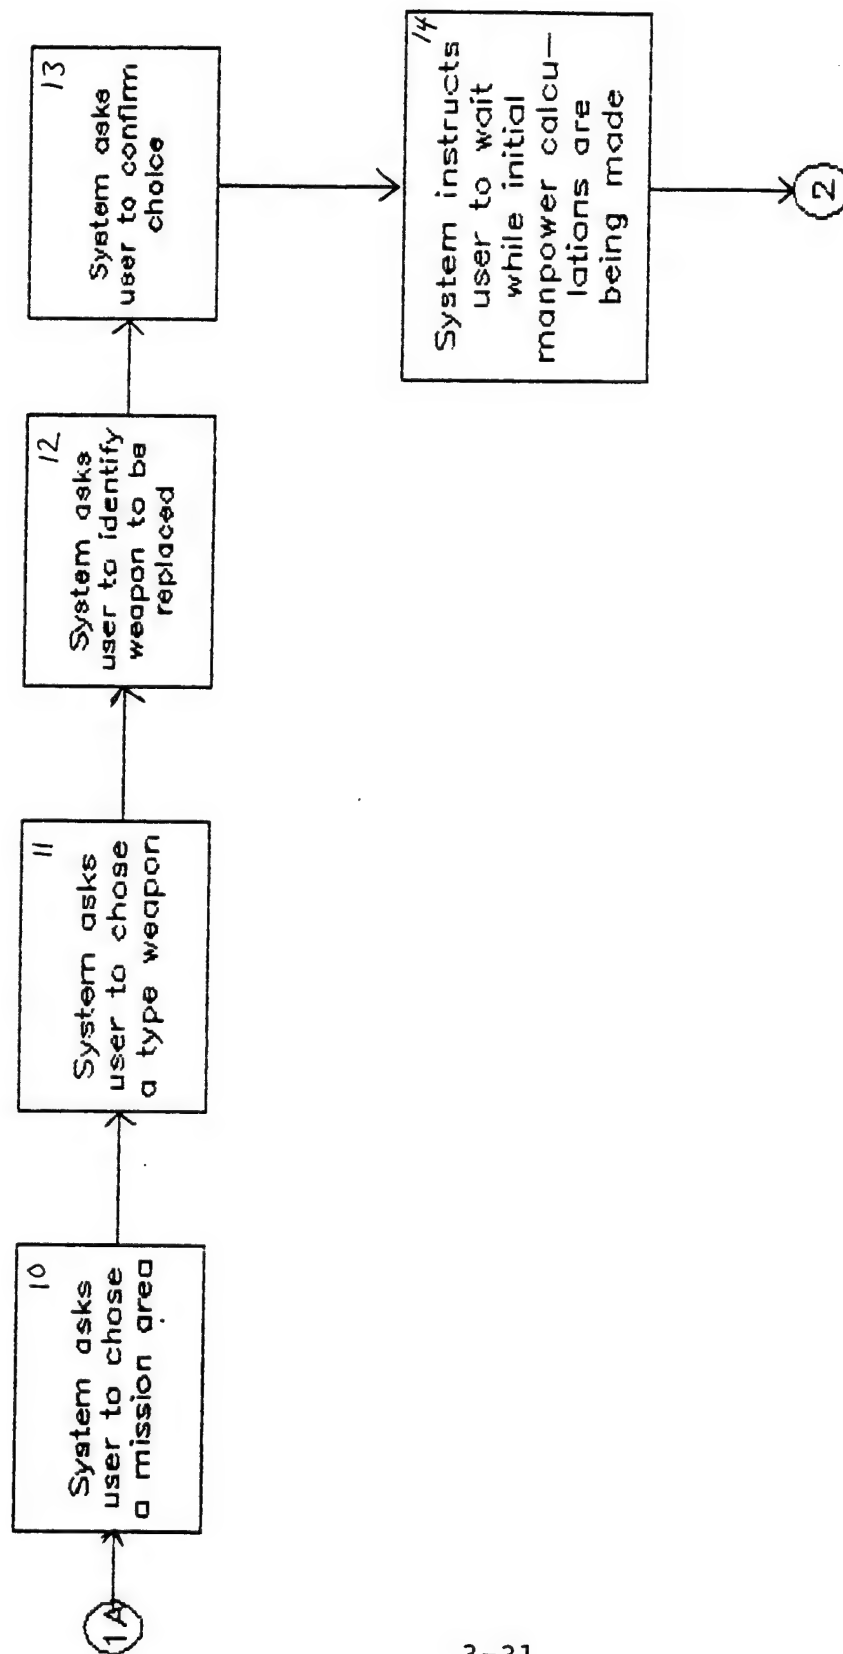 1A
10
System asks
user to chose
a mission area
11
System asks
user to chose
a type weapon
12
System asks
user to identify
weapon to be
replaced
13
System asks
user to confirm
choice
14
System instructs
user to wait
while initial
manpower calcu-
lations are
being made
2
3-31